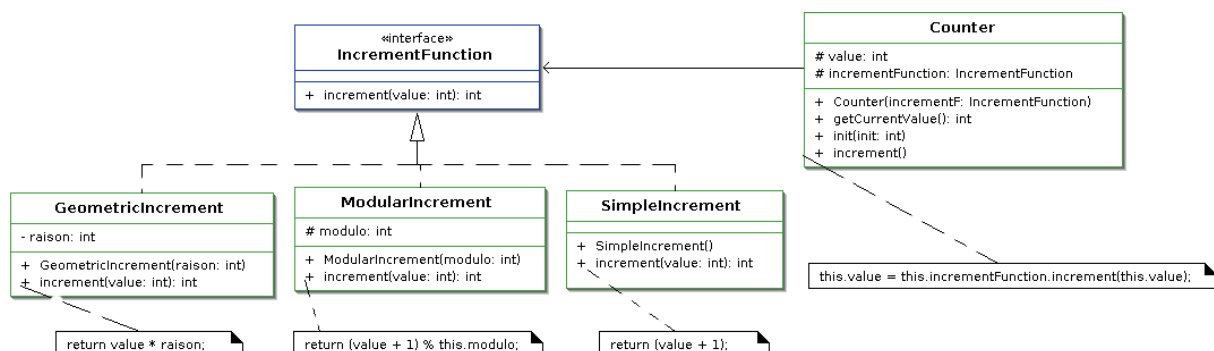 «interface»
IncrementFunction
+ increment(value: int): int
Counter
# value: int
# incrementFunction: IncrementFunction
+ Counter(incrementF: IncrementFunction)
+ getCurrentValue(): int
+ init(init: int)
+ increment()
GeometricIncrement
- raison: int
+ GeometricIncrement(raison: int)
+ increment(value: int): int
ModularIncrement
# modulo: int
+ ModularIncrement(modulo: int)
+ increment(value: int): int
SimpleIncrement
+ SimpleIncrement()
+ increment(value: int): int
this.value = this.incrementFunction.increment(this.value);
return value * raison;
return (value + 1) % this.modulo;
return (value + 1);